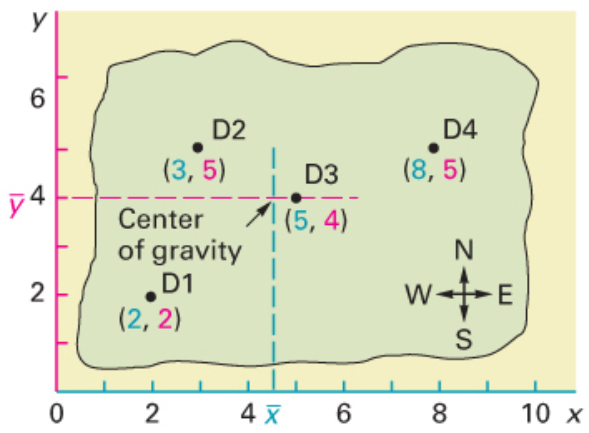 y
6
D2
(3, 5)
D4
(8, 5)
ȳ 4
D3
(5, 4)
Center
of gravity
N
W E
S
2
D1
(2, 2)
0 2 4 x̄ 6 8 10 x